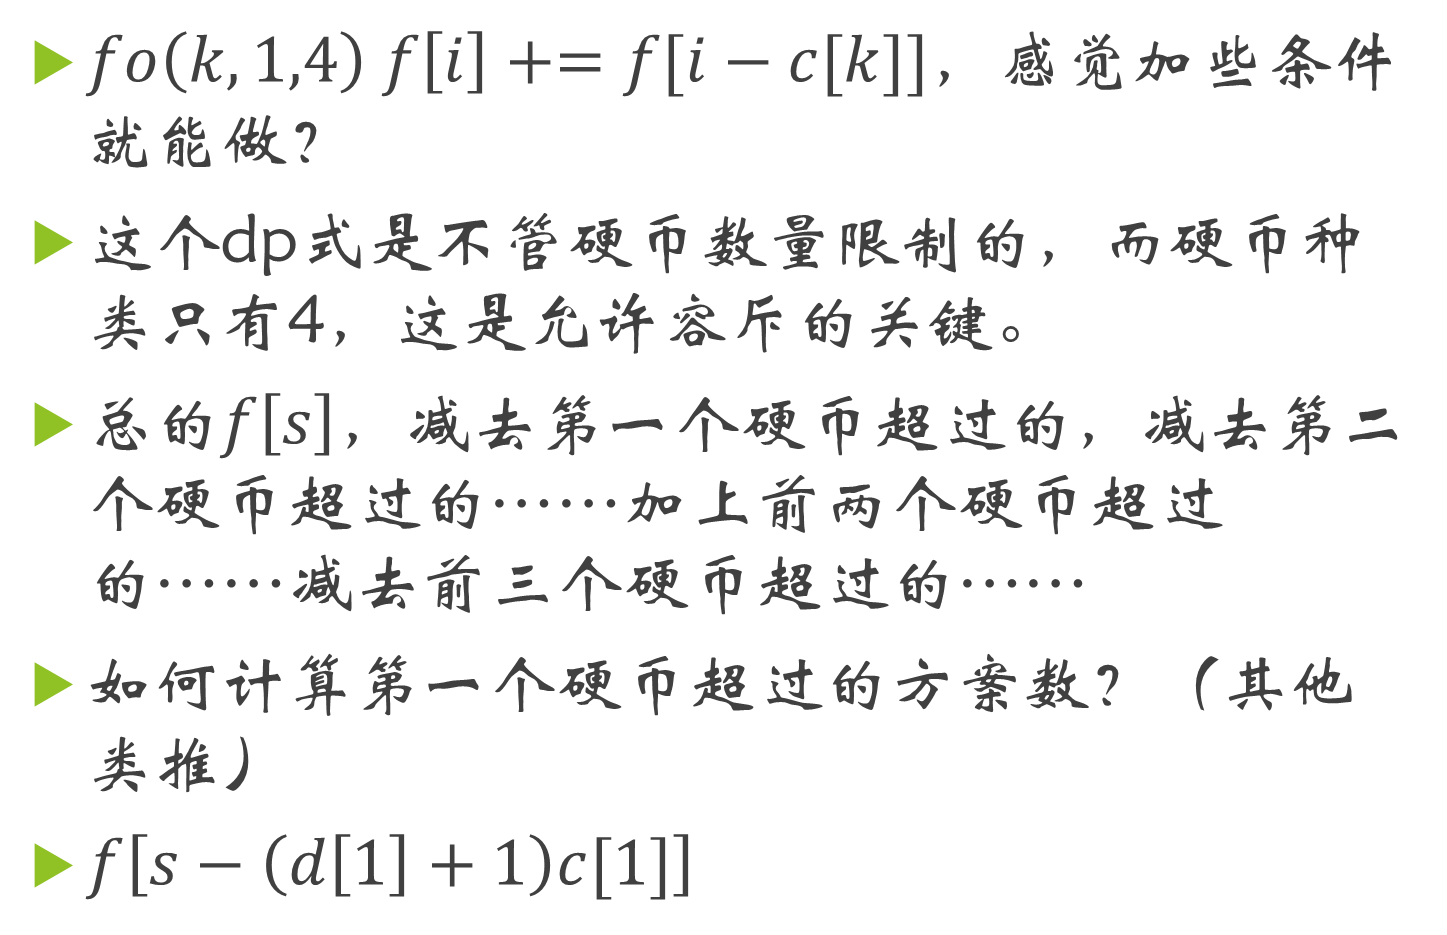 fo(k,1,4) f[i] += f[i − c[k]]，感觉加些条件
就能做？
这个dp式是不管硬币数量限制的，而硬币种
类只有4，这是允许容斥的关键。
总的f[s]，减去第一个硬币超过的，减去第二
个硬币超过的……加上前两个硬币超过
的……减去前三个硬币超过的……
如何计算第一个硬币超过的方案数？（其他
类推）
f[s − (d[1] + 1)c[1]]